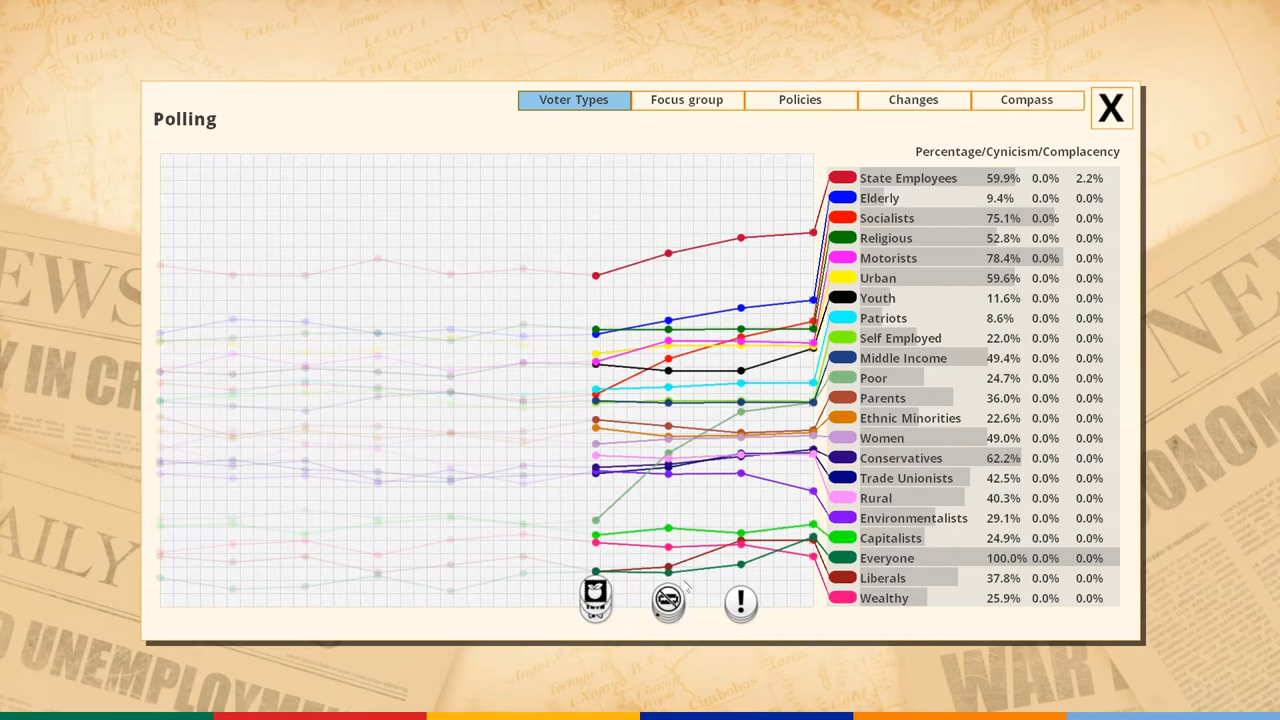 Voter Types Focus group Policies Changes Compass X
Polling
Percentage/Cynicism/Complacency
State Employees 59.9% 0.0% 2.2%
Elderly 9.4% 0.0% 0.0%
Socialists 75.1% 0.0% 0.0%
Religious 52.8% 0.0% 0.0%
Motorists 78.4% 0.0% 0.0%
Urban 59.6% 0.0% 0.0%
Youth 11.6% 0.0% 0.0%
Patriots 8.6% 0.0% 0.0%
Self Employed 22.0% 0.0% 0.0%
Middle Income 49.4% 0.0% 0.0%
Poor 24.7% 0.0% 0.0%
Parents 36.0% 0.0% 0.0%
Ethnic Minorities 22.6% 0.0% 0.0%
Women 49.0% 0.0% 0.0%
Conservatives 62.2% 0.0% 0.0%
Trade Unionists 42.5% 0.0% 0.0%
Rural 40.3% 0.0% 0.0%
Environmentalists 29.1% 0.0% 0.0%
Capitalists 24.9% 0.0% 0.0%
Everyone 100.0% 0.0% 0.0%
Liberals 37.8% 0.0% 0.0%
Wealthy 25.9% 0.0% 0.0%
!
NEWS
Y IN CR
AILY
UNEMPLOYM
WAR